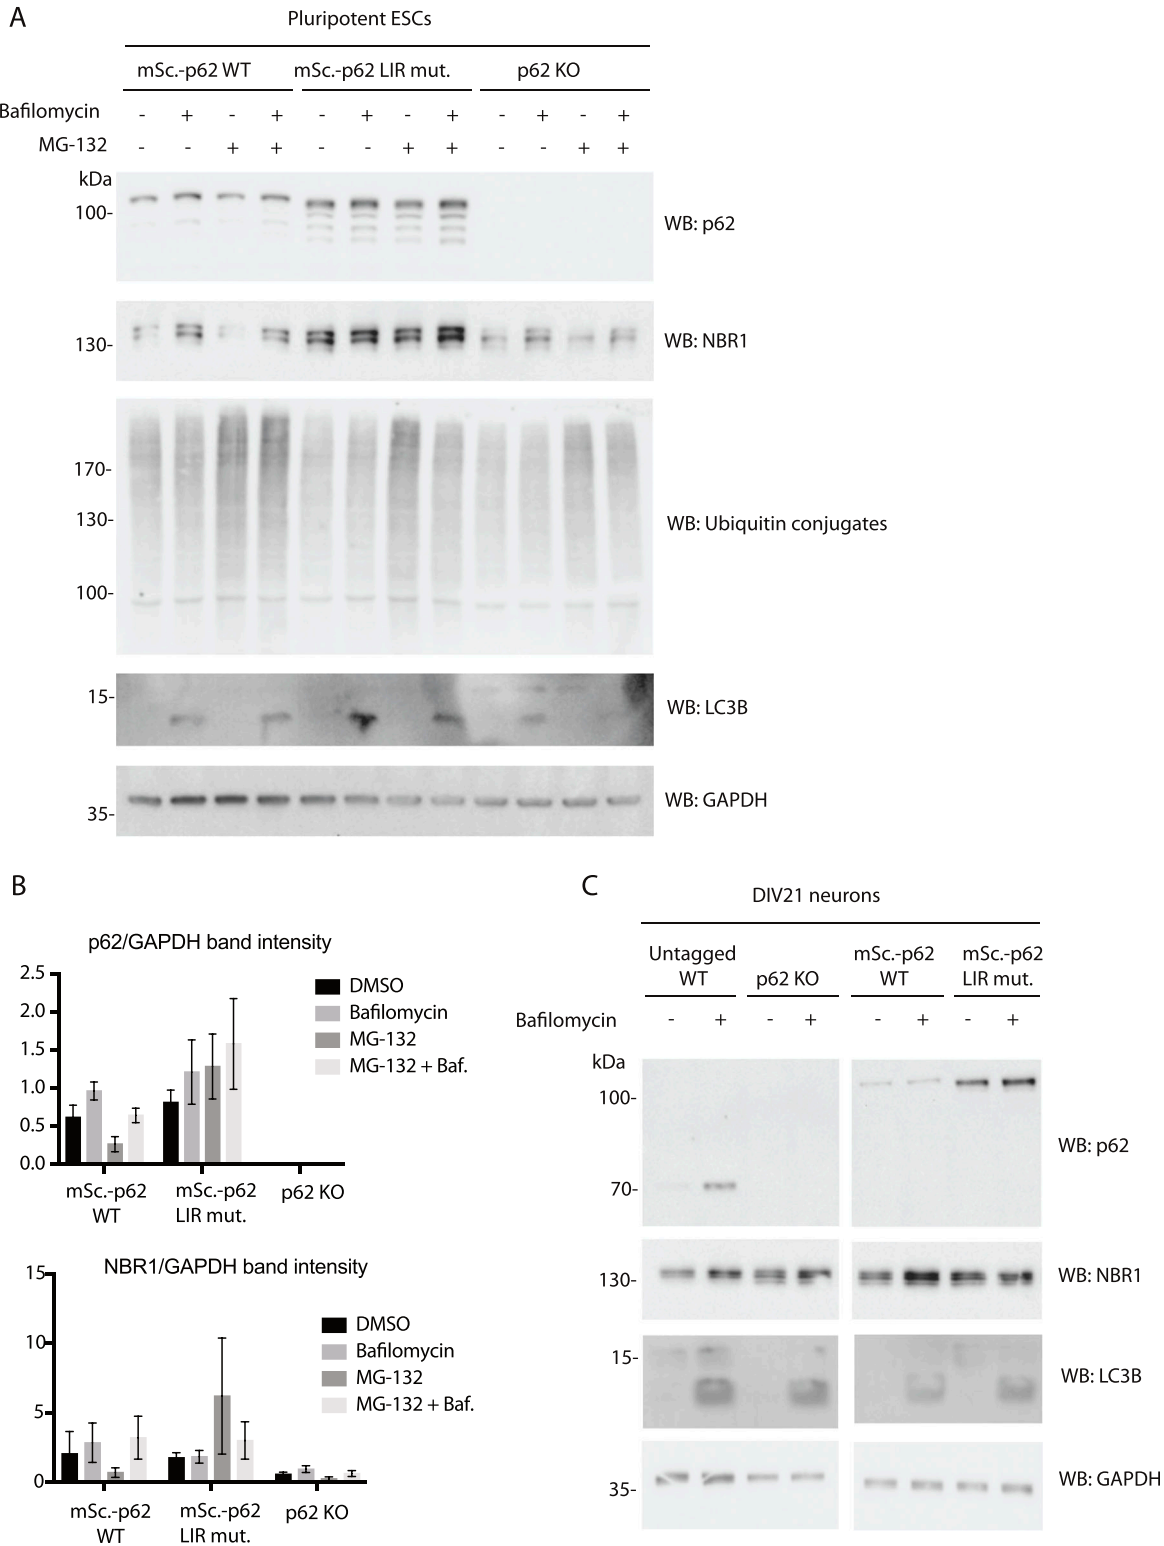 A
Pluripotent ESCs
mSc.-p62 WT mSc.-p62 LIR mut. p62 KO
Bafilomycin - + - + - + - + - + - +
MG-132 - - + + - - + + - - + +
kDa
100-
WB: p62
130-
WB: NBR1
170-
130-
WB: Ubiquitin conjugates
100-
15-
WB: LC3B
WB: GAPDH
35-
B
p62/GAPDH band intensity
2.5
2.0
1.5
1.0
0.5
0.0
DMSO
Bafilomycin
MG-132
MG-132 + Baf.
mSc.-p62 WT
mSc.-p62 LIR mut.
p62 KO
NBR1/GAPDH band intensity
15
10
5
0
DMSO
Bafilomycin
MG-132
MG-132 + Baf.
mSc.-p62 WT
mSc.-p62 LIR mut.
p62 KO
C
DIV21 neurons
Untagged WT
p62 KO
mSc.-p62 WT
mSc.-p62 LIR mut.
Bafilomycin - + - + - + - +
kDa
100-
WB: p62
70-
130-
WB: NBR1
15-
WB: LC3B
35-
WB: GAPDH